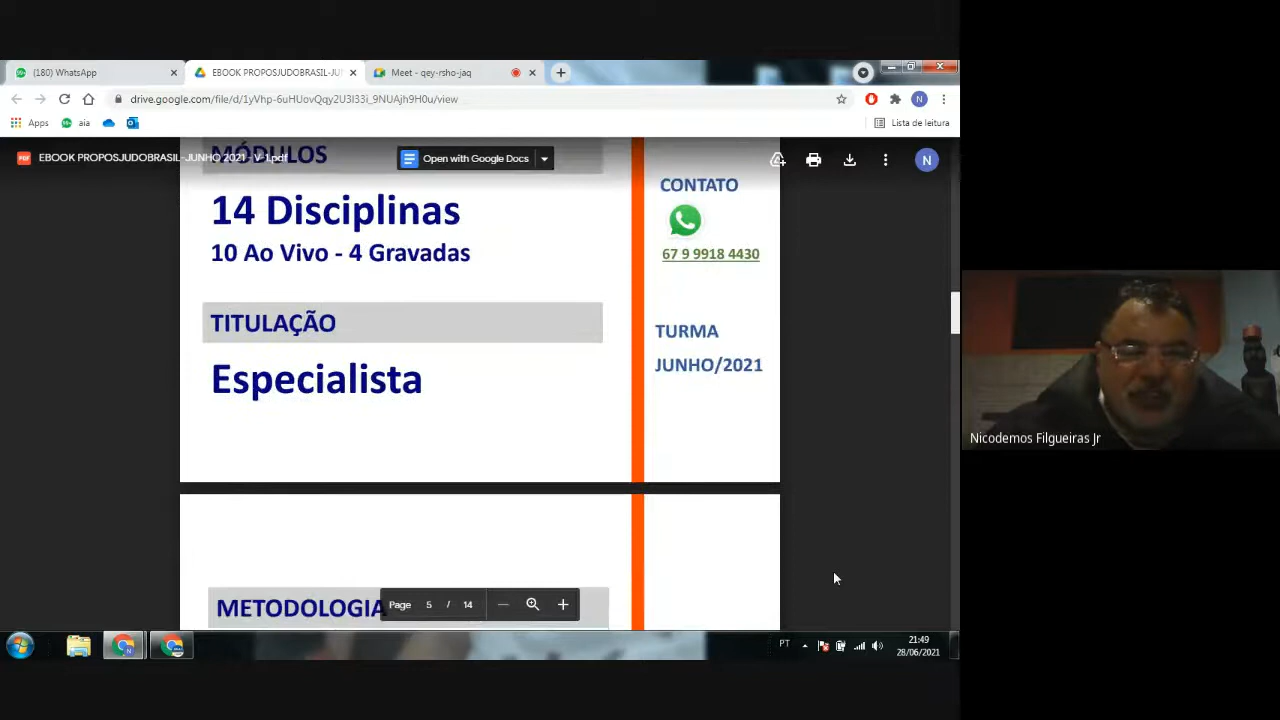 (180) WhatsApp
EBOOK PROPOSJUDOBRASIL-JUN
Meet - qey-rsho-jaq
drive.google.com/file/d/1yVhp-6uHUovQqy2U3I33i_9NUAjh9H0u/view
Apps
aia
Lista de leitura
MÓDULOS
EBOOK PROPOSJUDOBRASIL-JUNHO 2021 - V-1.pdf
Open with Google Docs
N
14 Disciplinas
10 Ao Vivo - 4 Gravadas
TITULAÇÃO
Especialista
CONTATO
67 9 9918 4430
TURMA
JUNHO/2021
METODOLOGIA
Page 5 / 14
Nicodemos Filgueiras Jr
PT
21:49
28/06/2021